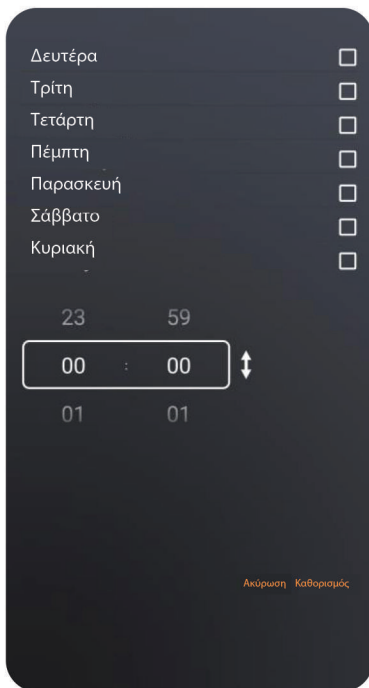 Δευτέρα
Τρίτη
Τετάρτη
Πέμπτη
Παρασκευή
Σάββατο
Κυριακή
23 59
00 : 00
01 01
Ακύρωση Καθορισμός